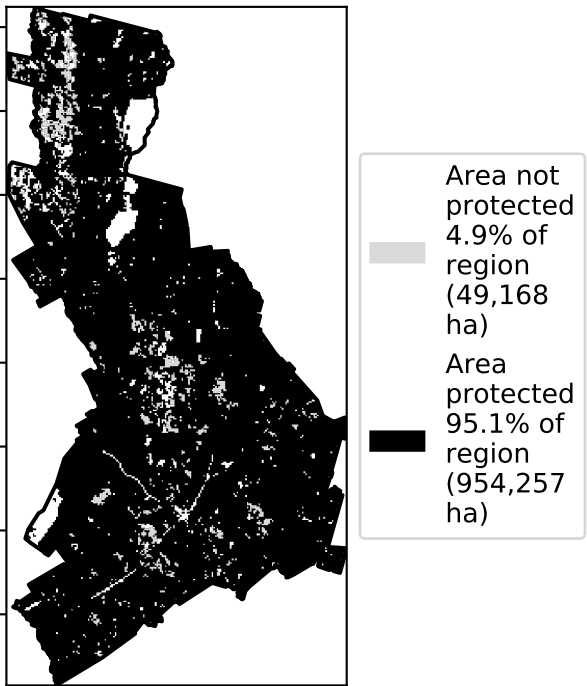 Area not
protected
4.9% of
region
(49,168
ha)
Area
protected
95.1% of
region
(954,257
ha)